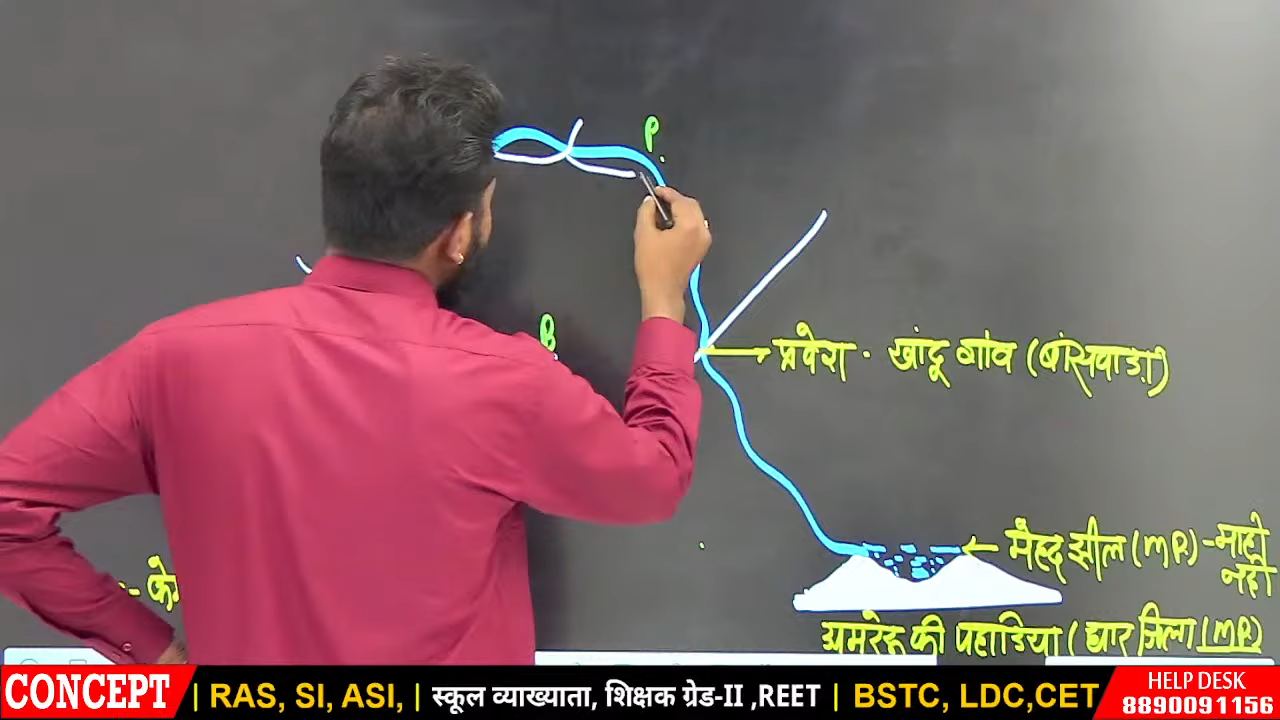 P.
B
प्रवेश · खांदू गांव (बांसवाडा)
मेहद झील (MP.) - माही नदी
अमरेरू की पहाडिया ( धार जिला (MP.)
CONCEPT | RAS, SI, ASI, | स्कूल व्याख्याता, शिक्षक ग्रेड-II ,REET | BSTC, LDC,CET
HELP DESK
8890091156